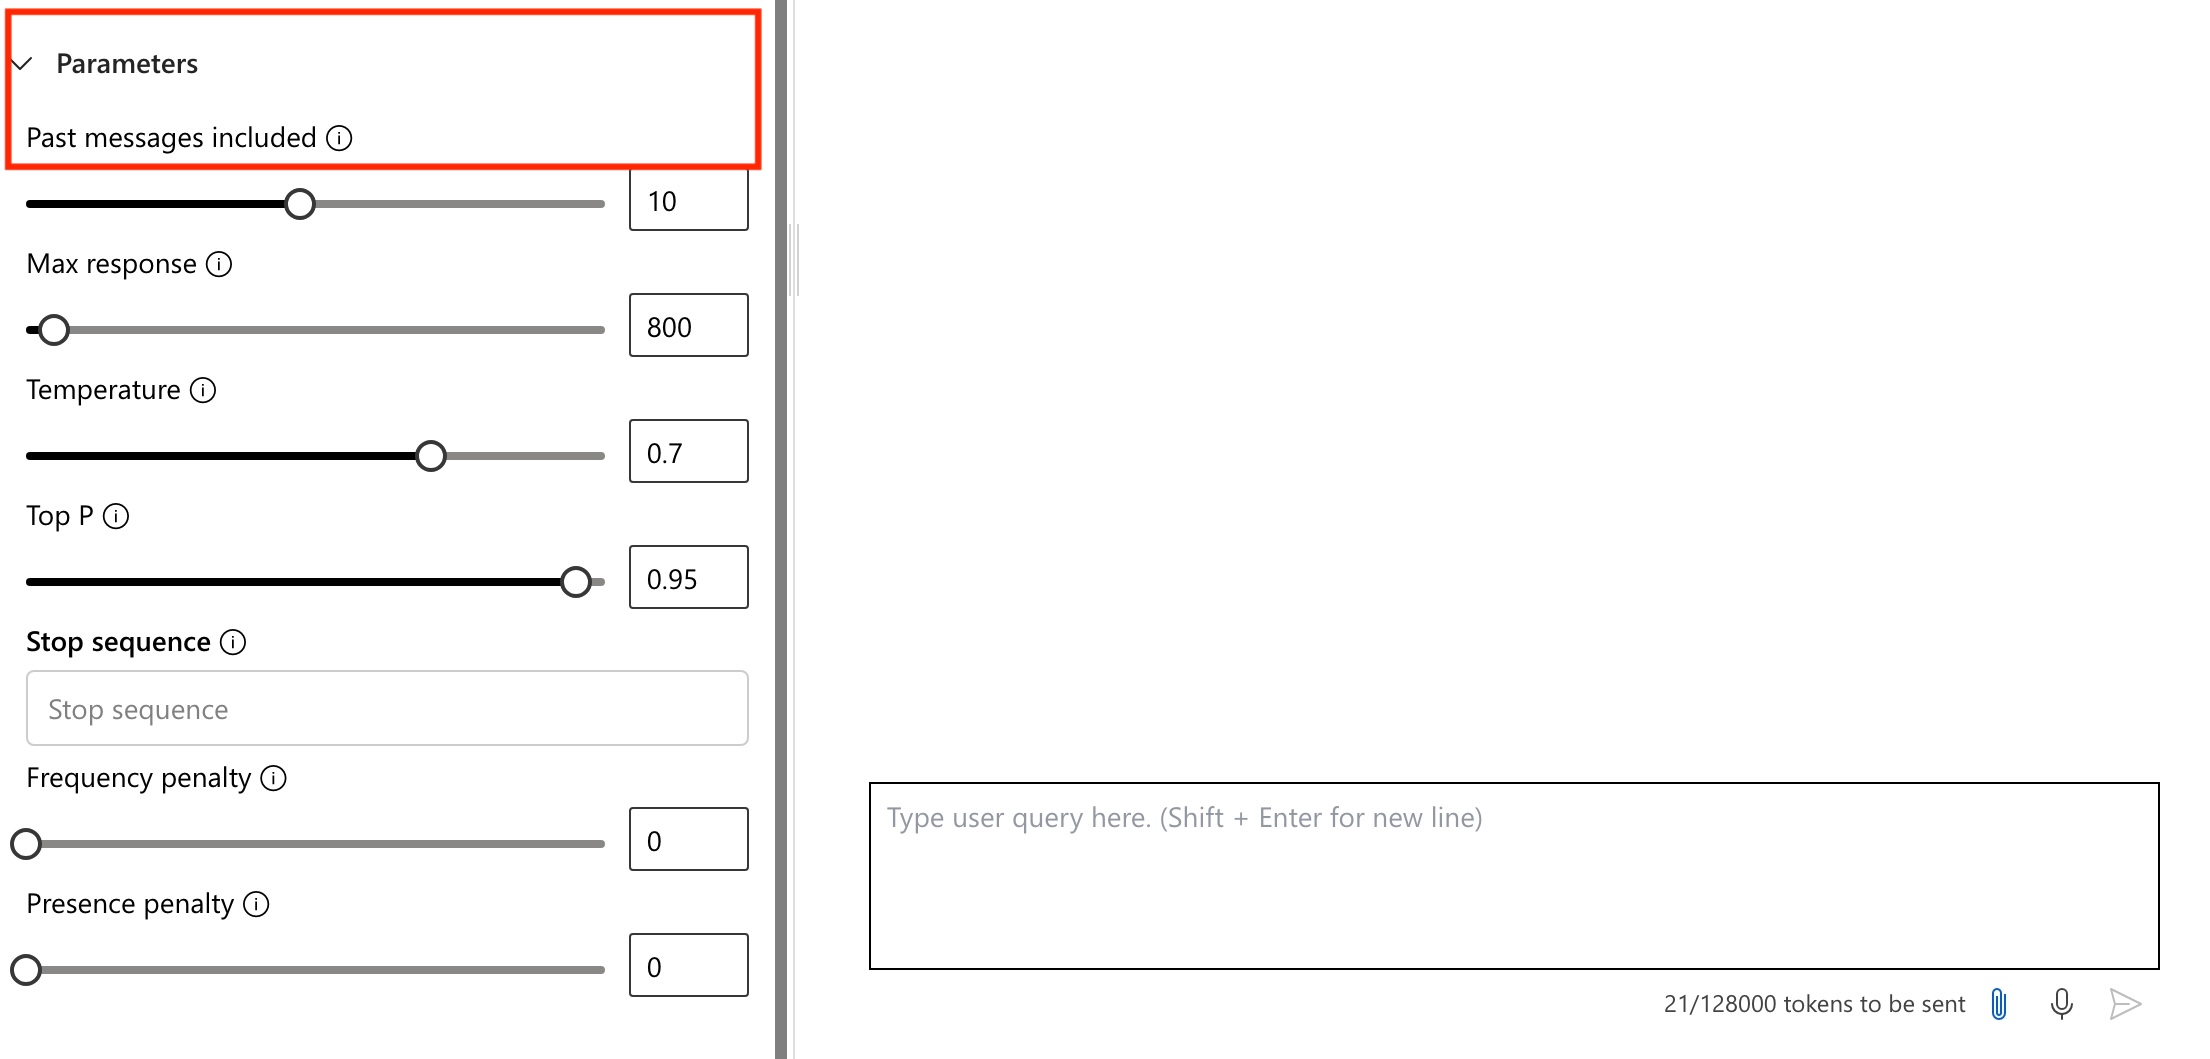 Parameters
Past messages included
10
Max response
800
Temperature
0.7
Top P
0.95
Stop sequence
Stop sequence
Frequency penalty
0
Presence penalty
0
Type user query here. (Shift + Enter for new line)
21/128000 tokens to be sent